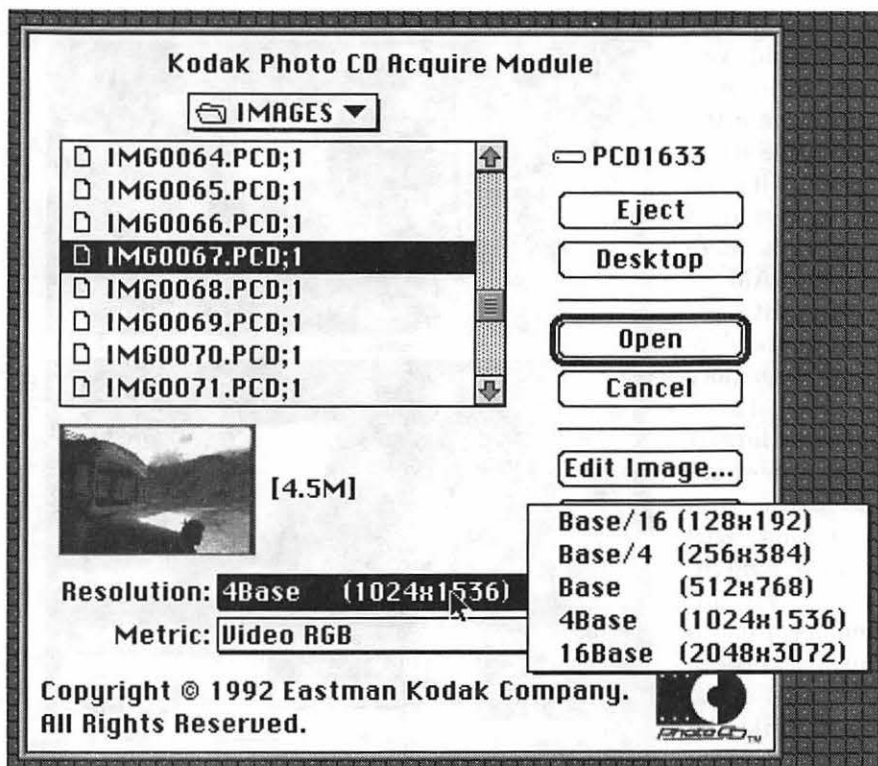 Kodak Photo CD Acquire Module
IMAGES
IMG0064.PCD;1
IMG0065.PCD;1
IMG0066.PCD;1
IMG0067.PCD;1
IMG0068.PCD;1
IMG0069.PCD;1
IMG0070.PCD;1
IMG0071.PCD;1
PCD1633
Eject
Desktop
Open
Cancel
Edit Image...
[4.5M]
Base/16 (128x192)
Base/4 (256x384)
Base (512x768)
4Base (1024x1536)
16Base (2048x3072)
Resolution: 4Base (1024x1536)
Metric: Video RGB
Copyright © 1992 Eastman Kodak Company.
All Rights Reserved.
Photo CD TM